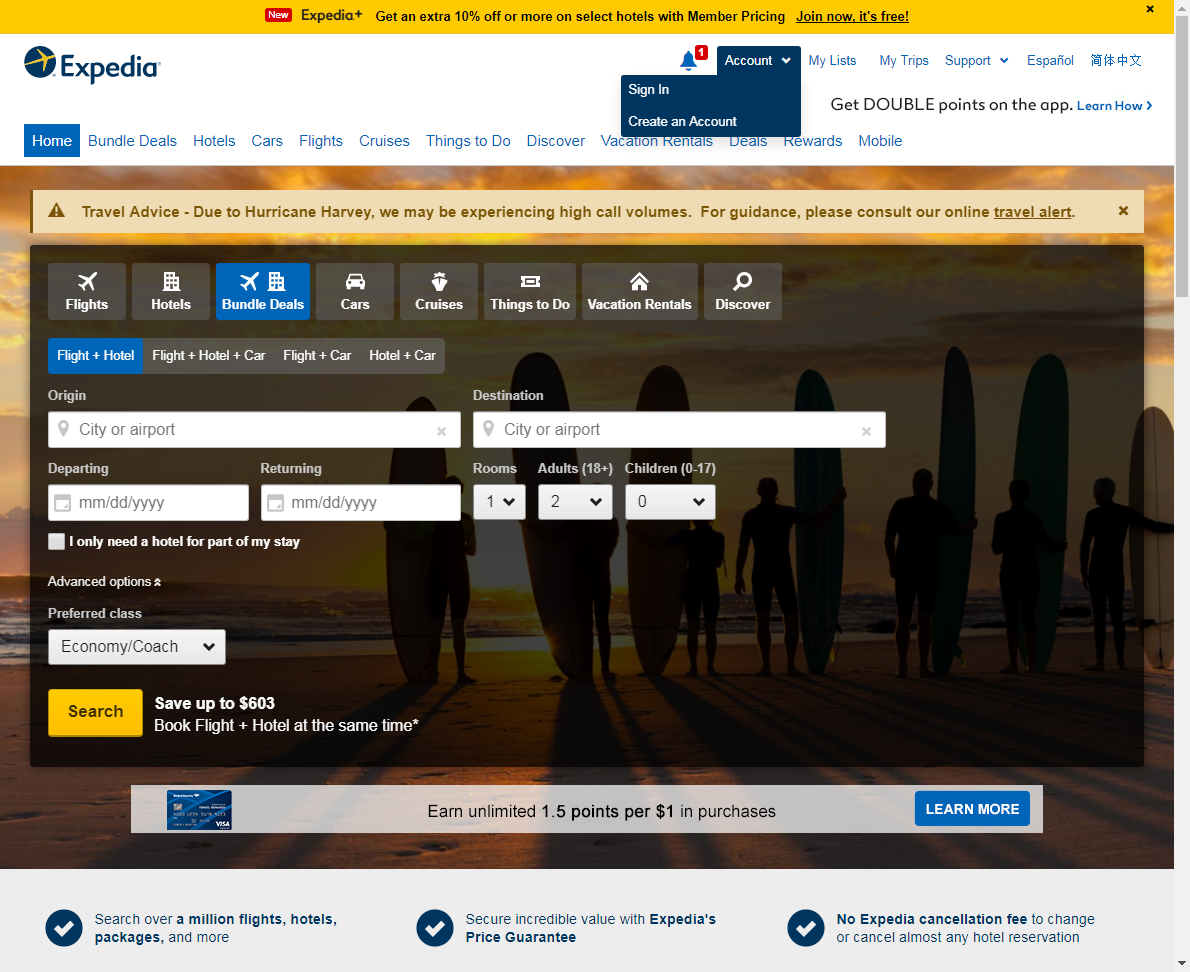 New Expedia+ Get an extra 10% off or more on select hotels with Member Pricing Join now, it's free!
Expedia
1
Account My Lists My Trips Support Español 简体中文
Sign In
Create an Account
Get DOUBLE points on the app. Learn How
Home Bundle Deals Hotels Cars Flights Cruises Things to Do Discover Vacation Rentals Deals Rewards Mobile
Travel Advice - Due to Hurricane Harvey, we may be experiencing high call volumes. For guidance, please consult our online travel alert.
Flights Hotels Bundle Deals Cars Cruises Things to Do Vacation Rentals Discover
Flight + Hotel Flight + Hotel + Car Flight + Car Hotel + Car
Origin Destination
City or airport City or airport
Departing Returning Rooms Adults (18+) Children (0-17)
mm/dd/yyyy mm/dd/yyyy 1 2 0
I only need a hotel for part of my stay
Advanced options
Preferred class
Economy/Coach
Search
Save up to $603
Book Flight + Hotel at the same time*
VISA
Earn unlimited 1.5 points per $1 in purchases
LEARN MORE
Search over a million flights, hotels,
packages, and more
Secure incredible value with Expedia's
Price Guarantee
No Expedia cancellation fee to change
or cancel almost any hotel reservation